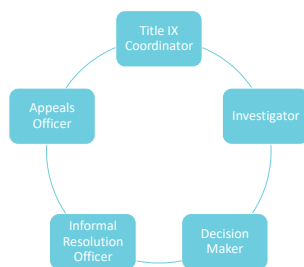 Title IX
Coordinator
Investigator
Decision
Maker
Informal
Resolution
Officer
Appeals
Officer